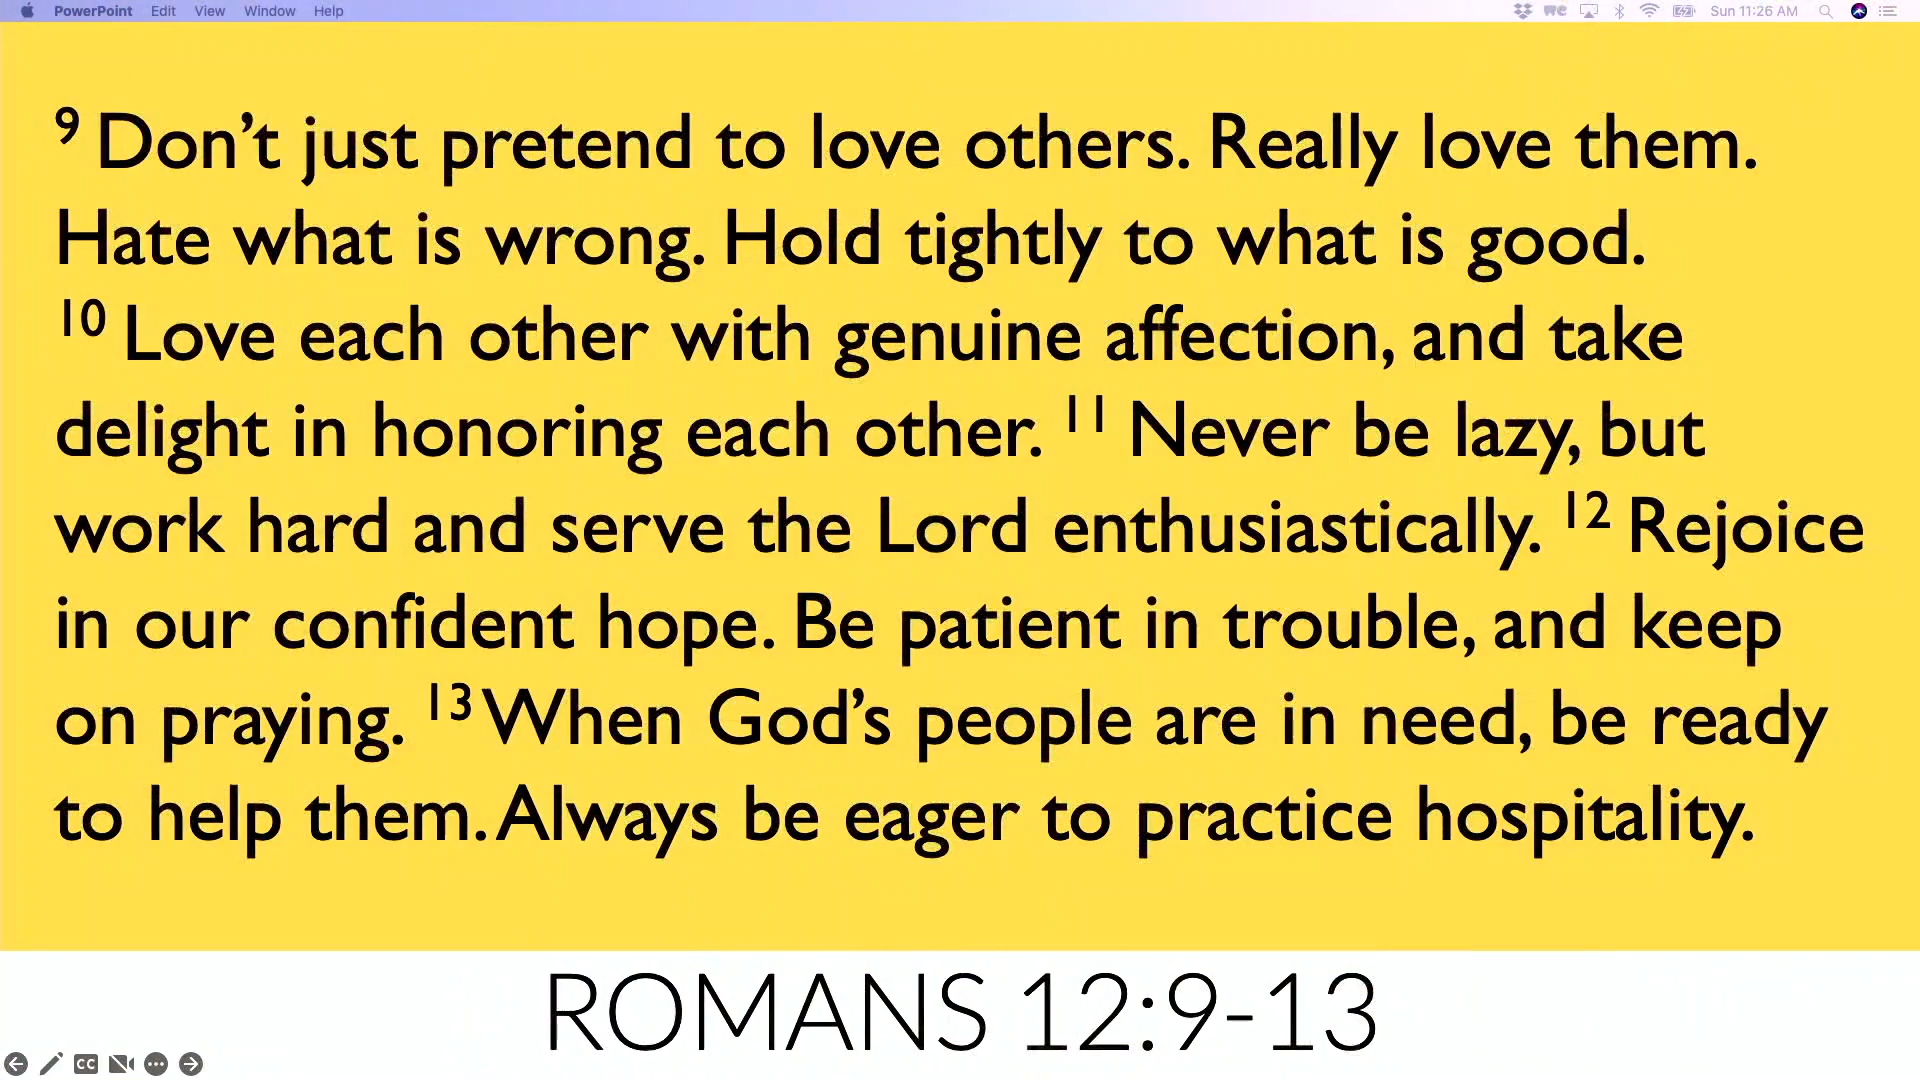 PowerPoint Edit View Window Help Sun 11:26 AM
9 Don’t just pretend to love others. Really love them.
Hate what is wrong. Hold tightly to what is good.
10 Love each other with genuine affection, and take
delight in honoring each other. 11 Never be lazy, but
work hard and serve the Lord enthusiastically. 12 Rejoice
in our confident hope. Be patient in trouble, and keep
on praying. 13 When God’s people are in need, be ready
to help them. Always be eager to practice hospitality.
ROMANS 12:9-13
CC